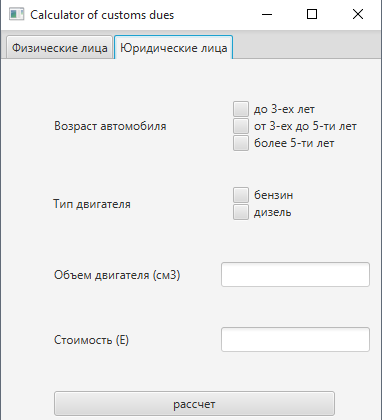 Calculator of customs dues
Физические лица Юридические лица
до 3-ех лет
Возраст автомобиля от 3-ех до 5-ти лет
более 5-ти лет
бензин
Тип двигателя
дизель
Объем двигателя (см3)
Стоимость (Е)
рассчет